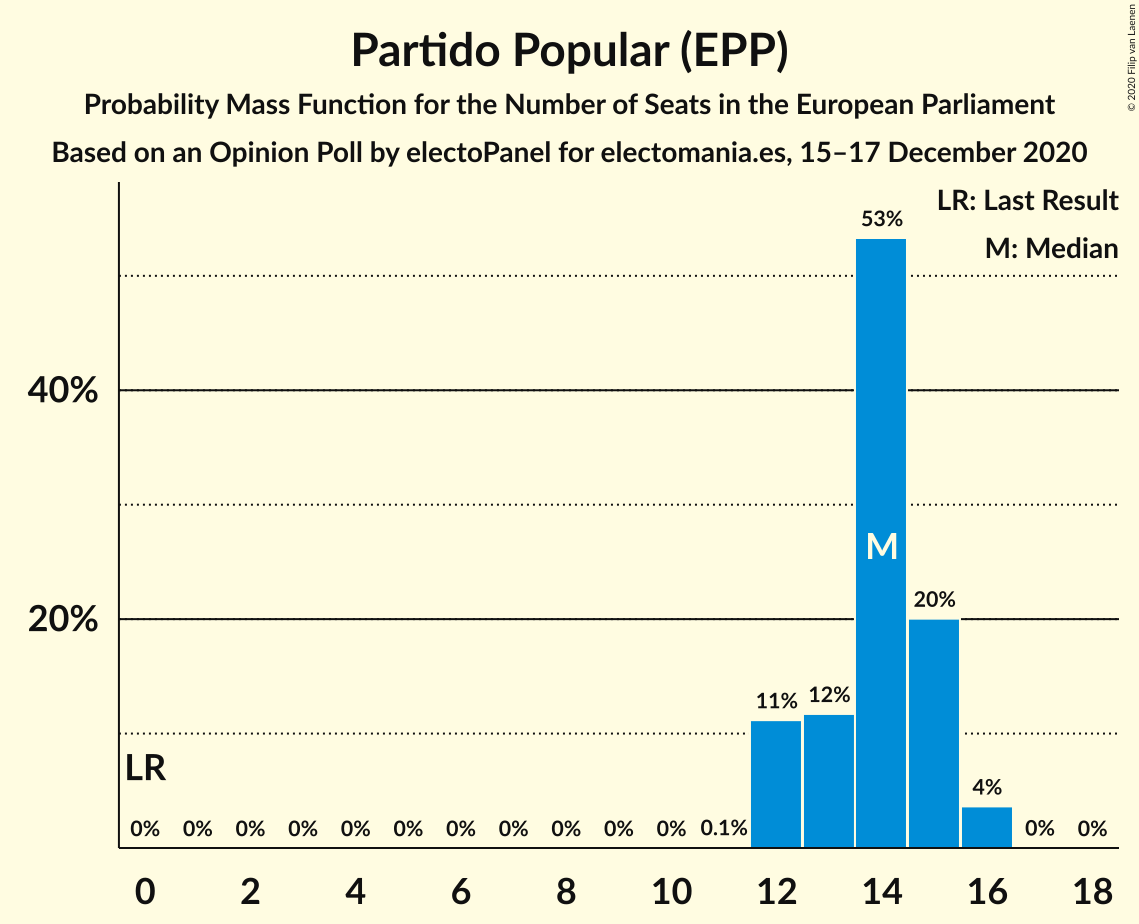 Partido Popular (EPP)
Probability Mass Function for the Number of Seats in the European Parliament
Based on an Opinion Poll by electoPanel for electomania.es, 15–17 December 2020
© 2020 Filip van Laenen
LR: Last Result
M: Median
53%
40%
M
20%
20%
11%
12%
LR
4%
0% 0% 0% 0% 0% 0% 0% 0% 0% 0% 0% 0.1% 0% 0%
0 2 4 6 8 10 12 14 16 18